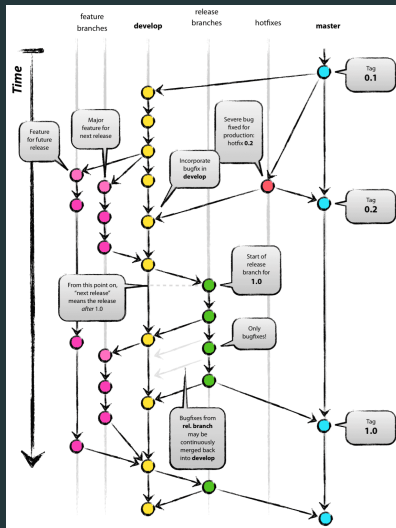 feature
branches
develop
release
branches
hotfixes
master
Time
Tag
0.1
Major
feature for
next release
Feature
for future
release
Severe bug
fixed for
production:
hotfix 0.2
Incorporate
bugfix in
develop
Tag
0.2
Start of
release
branch for
1.0
From this point on,
“next release”
means the release
after 1.0
Only
bugfixes!
Bugfixes from
rel. branch
may be
continuously
merged back
into develop
Tag
1.0